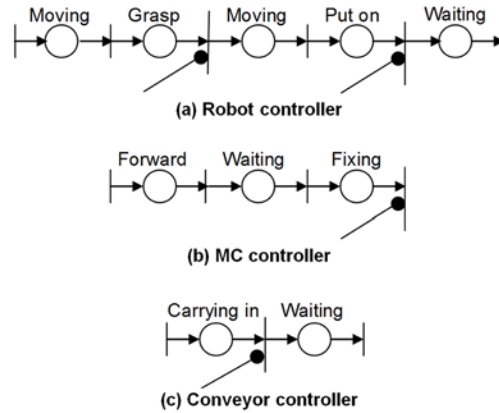 Moving Grasp Moving Put on Waiting
(a) Robot controller
Forward Waiting Fixing
(b) MC controller
Carrying in Waiting
(c) Conveyor controller